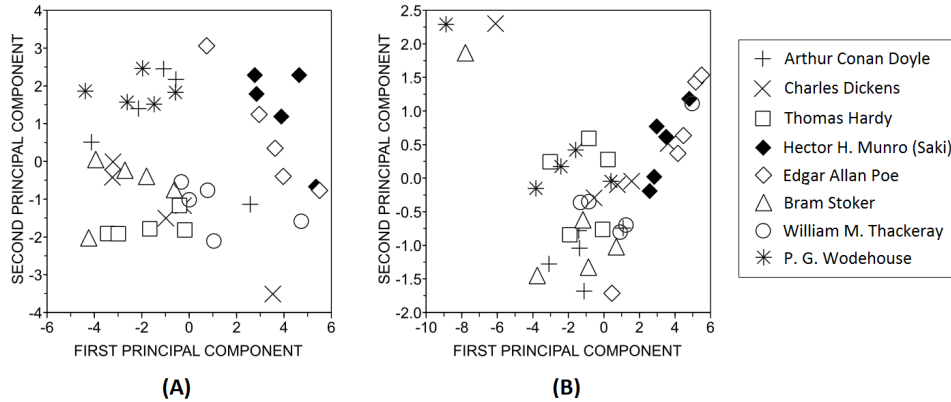 4
3
2
1
0
-1
-2
-3
-4
SECOND PRINCIPAL COMPONENT
-6 -4 -2 0 2 4 6
FIRST PRINCIPAL COMPONENT
(A)
2.5
2.0
1.5
1.0
0.5
0.0
-0.5
-1.0
-1.5
-2.0
SECOND PRINCIPAL COMPONENT
-10 -8 -6 -4 -2 0 2 4 6
FIRST PRINCIPAL COMPONENT
(B)
Arthur Conan Doyle
Charles Dickens
Thomas Hardy
Hector H. Munro (Saki)
Edgar Allan Poe
Bram Stoker
William M. Thackeray
P. G. Wodehouse